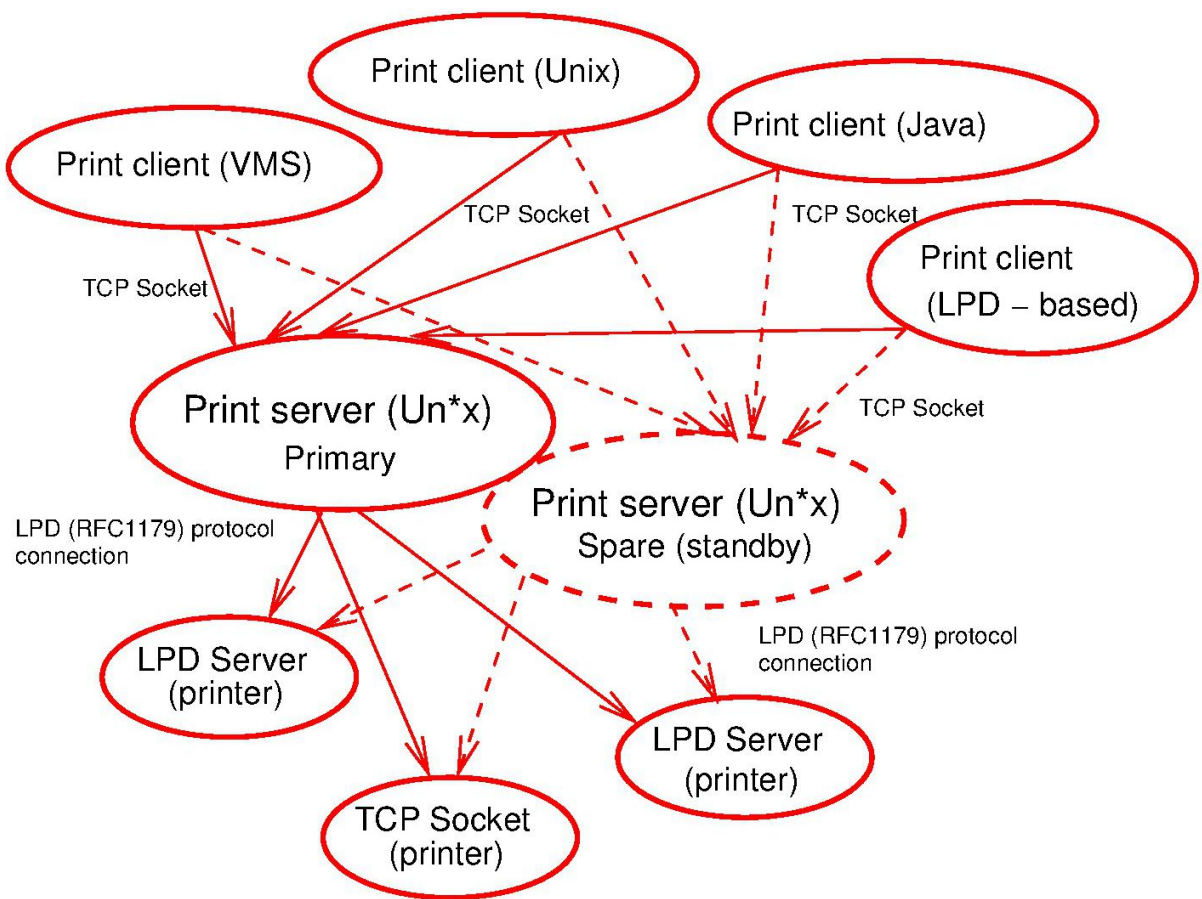 Print client (Unix)
Print client (Java)
Print client (VMS)
TCP Socket
TCP Socket
Print client
(LPD – based)
TCP Socket
TCP Socket
Print server (Un*x)
Primary
Print server (Un*x)
Spare (standby)
LPD (RFC1179) protocol
connection
LPD (RFC1179) protocol
connection
LPD Server
(printer)
LPD Server
(printer)
TCP Socket
(printer)